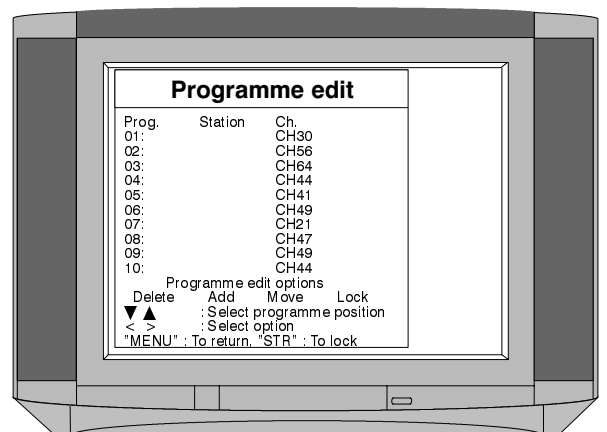 Programme edit
Prog. Station Ch.
01: CH30
02: CH56
03: CH64
04: CH44
05: CH41
06: CH49
07: CH21
08: CH47
09: CH49
10: CH44
Programme edit options
Delete Add Move Lock
▼ ▲ : Select programme position
< > : Select option
"MENU" : To return, "STR" : To lock